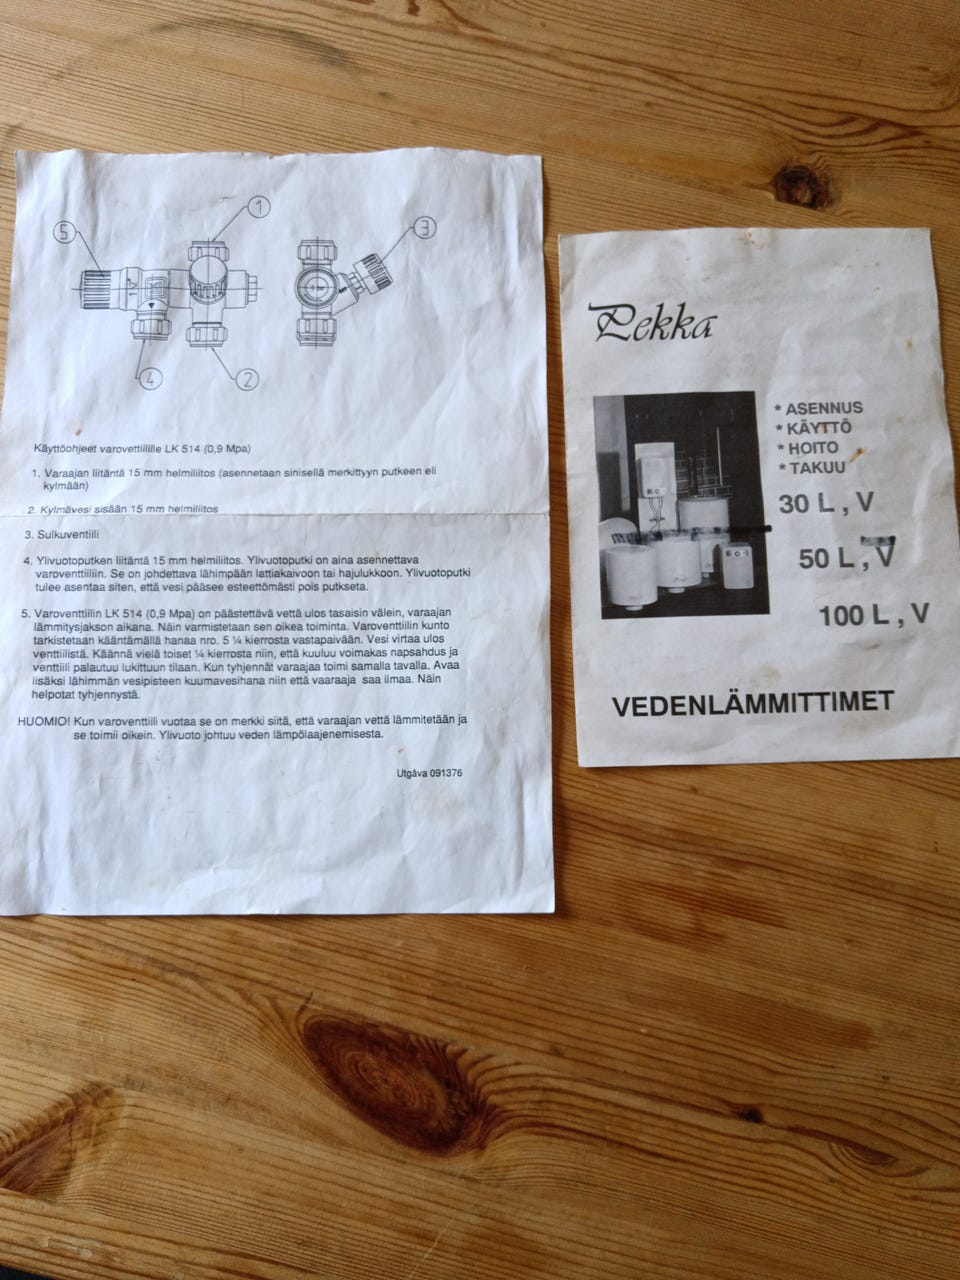 1
5
3
4
2
Käyttöohjeet varoventtiilille LK 514 (0,9 Mpa)
1. Varaajan liitäntä 15 mm helmiliitos (asennetaan sinisellä merkittyyn putkeen eli
kylmään)
2. Kylmävesi sisään 15 mm helmiliitos
3. Sulkuventiili
4. Ylivuotoputken liitäntä 15 mm helmiliitos. Ylivuotoputki on aina asennettava
varoventtiiliin. Se on johdettava lähimpään lattiakaivoon tai hajulukkoon. Ylivuotoputki
tulee asentaa siten, että vesi pääsee esteettömästi pois putkseta.
5. Varoventtiilin LK 514 (0,9 Mpa) on päästettävä vettä ulos tasaisin välein, varaajan
lämmitysjakson aikana. Näin varmistetaan sen oikea toiminta. Varoventtiilin kunto
tarkistetaan kääntämällä hanaa nro. 5 ¼ kierrosta vastapaivään. Vesi virtaa ulos
venttiilistä. Käännä vielä toiset ¼ kierrosta niin, että kuuluu voimakas napsahdus ja
venttiili palautuu lukittuun tilaan. Kun tyhjennät varaajaa toimi samalla tavalla. Avaa
lisäksi lähimmän vesipisteen kuumavesihana niin että vaaraaja saa ilmaa. Näin
helpotat tyhjennystä.
HUOMIO! Kun varoventtiili vuotaa se on merkki siitä, että varaajan vettä lämmitetään ja
se toimii oikein. Ylivuoto johtuu veden lämpölaajenemisesta.
Utgåva 091376
Pekka
* ASENNUS
* KÄYTTÖ
* HOITO
* TAKUU
30 L , V
50 L , V
100 L , V
VEDENLÄMMITTIMET